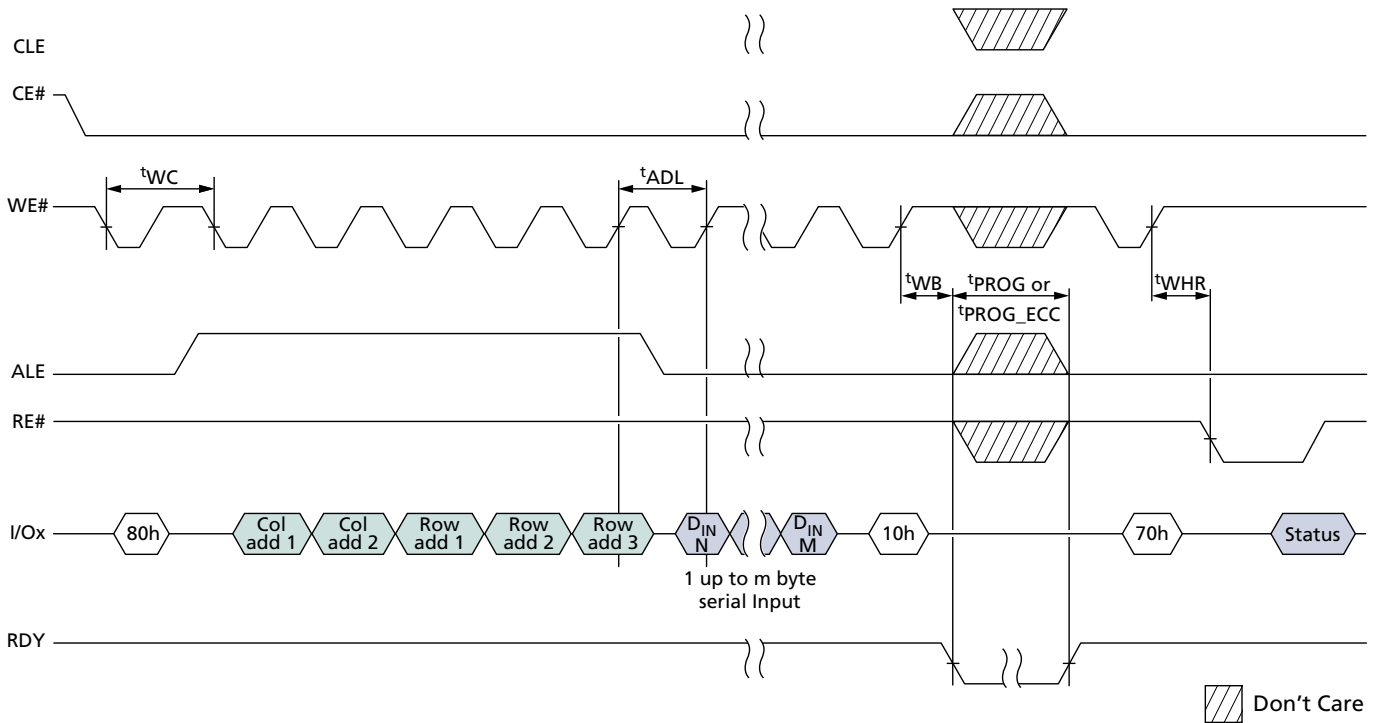 CLE
CE#
tWC
tADL
WE#
tWB
tPROG or
tPROG_ECC
tWHR
ALE
RE#
I/Ox
80h
Col
add 1
Col
add 2
Row
add 1
Row
add 2
Row
add 3
DIN
N
DIN
M
10h
70h
Status
1 up to m byte
serial Input
RDY
Don't Care